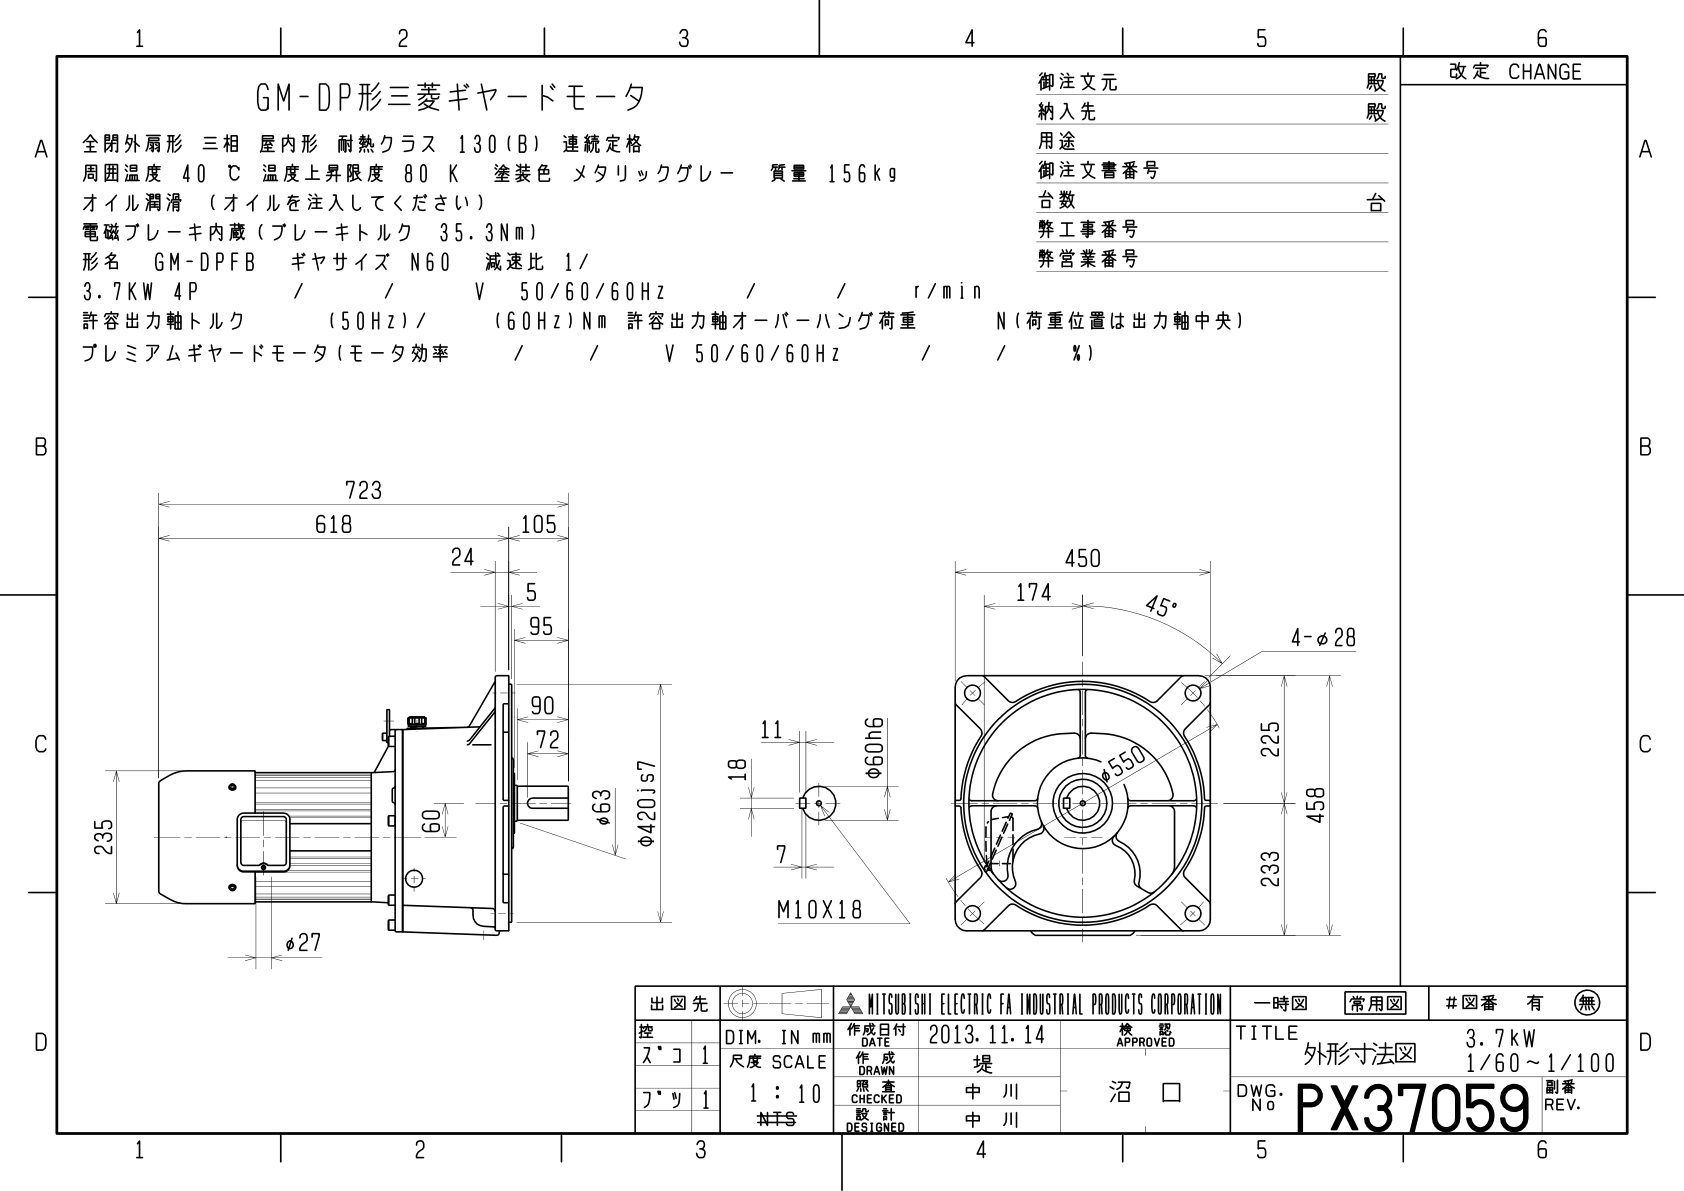 1 2 3 4 5 6
改定 CHANGE
GM-DP形三菱ギヤードモータ
御注文元 殿
納入先 殿
用途
御注文書番号
台数 台
弊工事番号
弊営業番号
A A
全閉外扇形 三相 屋内形 耐熱クラス 130(B) 連続定格
周囲温度 40 ℃ 温度上昇限度 80 K 塗装色 メタリックグレー 質量 156kg
オイル潤滑 (オイルを注入してください)
電磁ブレーキ内蔵(ブレーキトルク 35.3Nm)
形名 GM-DPFB ギヤサイズ N60 減速比 1/
3.7KW 4P / / V 50/60/60Hz / / r/min
許容出力軸トルク (50Hz)/ (60Hz)Nm 許容出力軸オーバーハング荷重 N(荷重位置は出力軸中央)
プレミアムギヤードモータ(モータ効率 / / V 50/60/60Hz / / %)
B B
723
618 105
24
5
95
90
72
235
60
φ63
φ420js7
φ27
11
18
7
φ60h6
M10X18
450
174 45°
4-φ28
φ550
225
458
233
C C
出図先
控
ズコ 1
プツ 1
DIM. IN mm
尺度 SCALE
1 : 10
NTS
MITSUBISHI ELECTRIC FA INDUSTRIAL PRODUCTS CORPORATION
作成日付 DATE 2013.11.14
作 成 DRAWN 堤
照 査 CHECKED 中 川
設 計 DESIGNED 中 川
検 認 APPROVED
沼 口
一時図 常用図 #図番 有 無
TITLE 3.7kW
外形寸法図 1/60~1/100
DWG. No PX37059 副番 REV.
D D
1 2 3 4 5 6